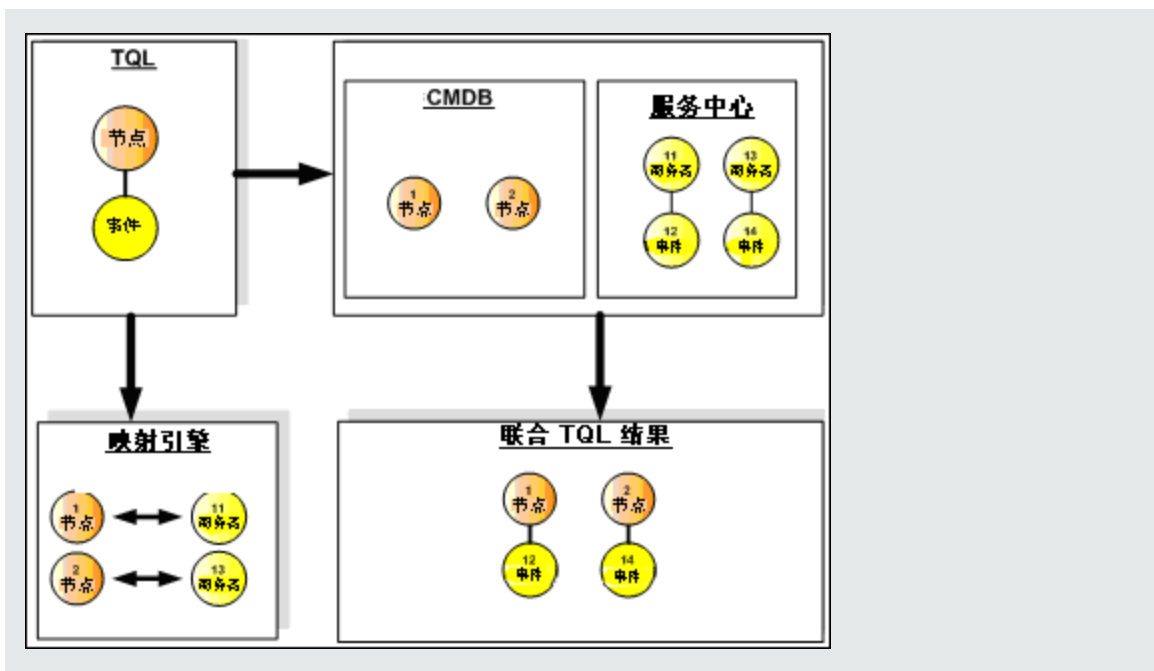 TQL
节点
事件
CMDB
1
节点
2
节点
服务中心
11
服务器
13
服务器
12
事件
14
事件
映射引擎
1
节点
11
服务器
2
节点
13
服务器
联合 TQL 结果
1
节点
2
节点
12
事件
14
事件